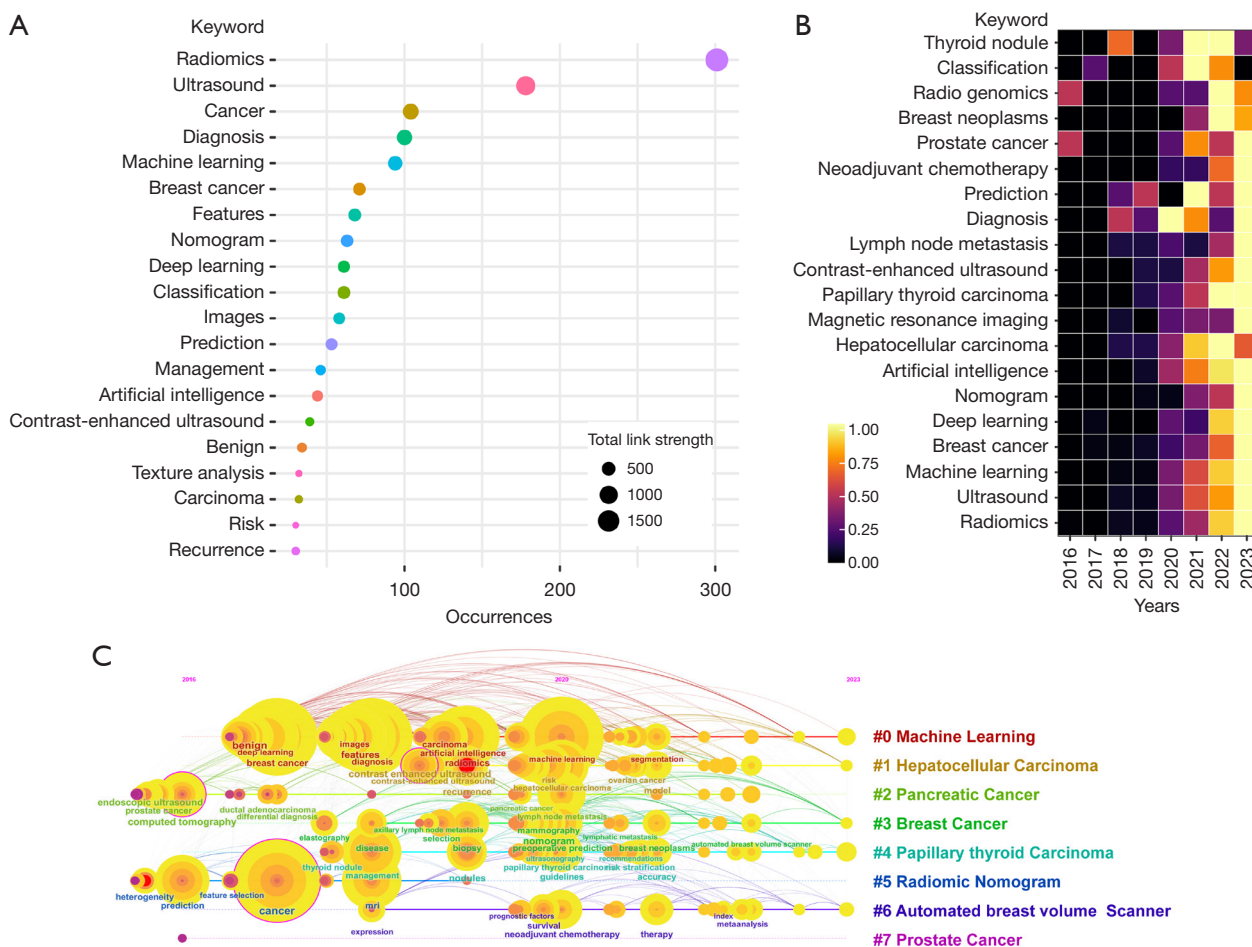 A
Keyword
Radiomics
Ultrasound
Cancer
Diagnosis
Machine learning
Breast cancer
Features
Nomogram
Deep learning
Classification
Images
Prediction
Management
Artificial intelligence
Contrast-enhanced ultrasound
Benign
Texture analysis
Carcinoma
Risk
Recurrence
Total link strength
500
1000
1500
100 200 300
Occurrences
B
Keyword
Thyroid nodule
Classification
Radio genomics
Breast neoplasms
Prostate cancer
Neoadjuvant chemotherapy
Prediction
Diagnosis
Lymph node metastasis
Contrast-enhanced ultrasound
Papillary thyroid carcinoma
Magnetic resonance imaging
Hepatocellular carcinoma
Artificial intelligence
Nomogram
Deep learning
Breast cancer
Machine learning
Ultrasound
Radiomics
1.00
0.75
0.50
0.25
0.00
2016 2017 2018 2019 2020 2021 2022 2023
Years
C
2016 2020 2023
benign
deep learning
breast cancer
images
features
diagnosis
carcinoma
artificial intelligence
radiomics
machine learning
segmentation
#0 Machine Learning
contrast enhanced ultrasound
contrast-enhanced ultrasound
recurrence
risk
hepatocellular carcinoma
ovarian cancer
model
#1 Hepatocellular Carcinoma
endoscopic ultrasound
prostate cancer
computed tomography
ductal adenocarcinoma
differential diagnosis
pancreatic cancer
#2 Pancreatic Cancer
elastography
axillary lymph node metastasis
selection
lymph node metastasis
mammography
nomogram
lymphatic metastasis
automated breast volume scanner
#3 Breast Cancer
thyroid nodule
disease
management
biopsy
nodules
preoperative prediction
ultrasonography
papillary thyroid carcinoma
guidelines
breast neoplasms
recommendations
risk stratification
accuracy
#4 Papillary thyroid Carcinoma
heterogeneity
prediction
feature selection
cancer
#5 Radiomic Nomogram
mri
expression
prognostic factors
survival
neoadjuvant chemotherapy
therapy
index
metaanalysis
#6 Automated breast volume Scanner
#7 Prostate Cancer